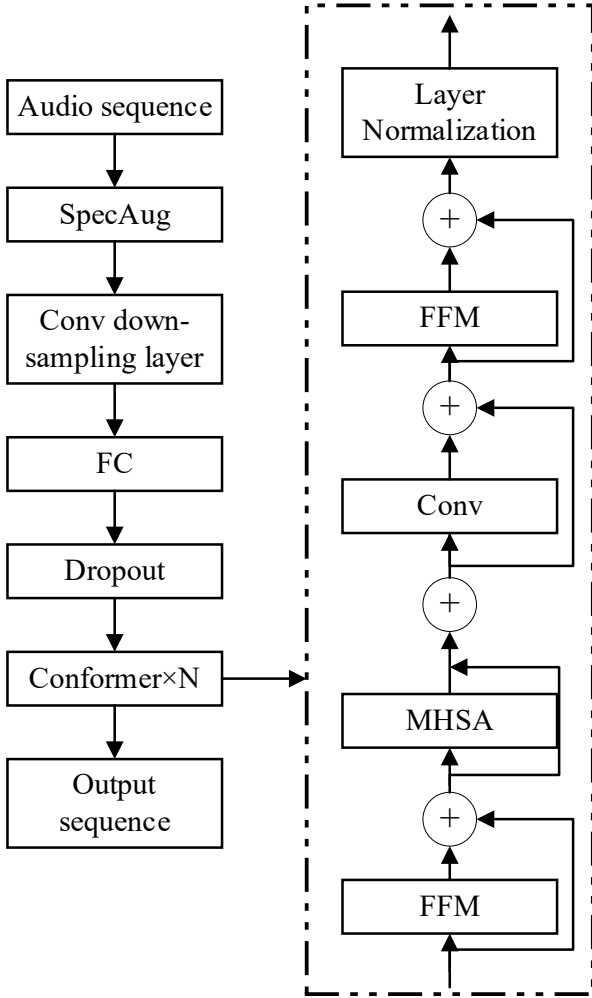 Audio sequence
SpecAug
Conv down-
sampling layer
FC
Dropout
Conformer×N
Output
sequence
Layer
Normalization
+
FFM
+
Conv
+
MHSA
+
FFM